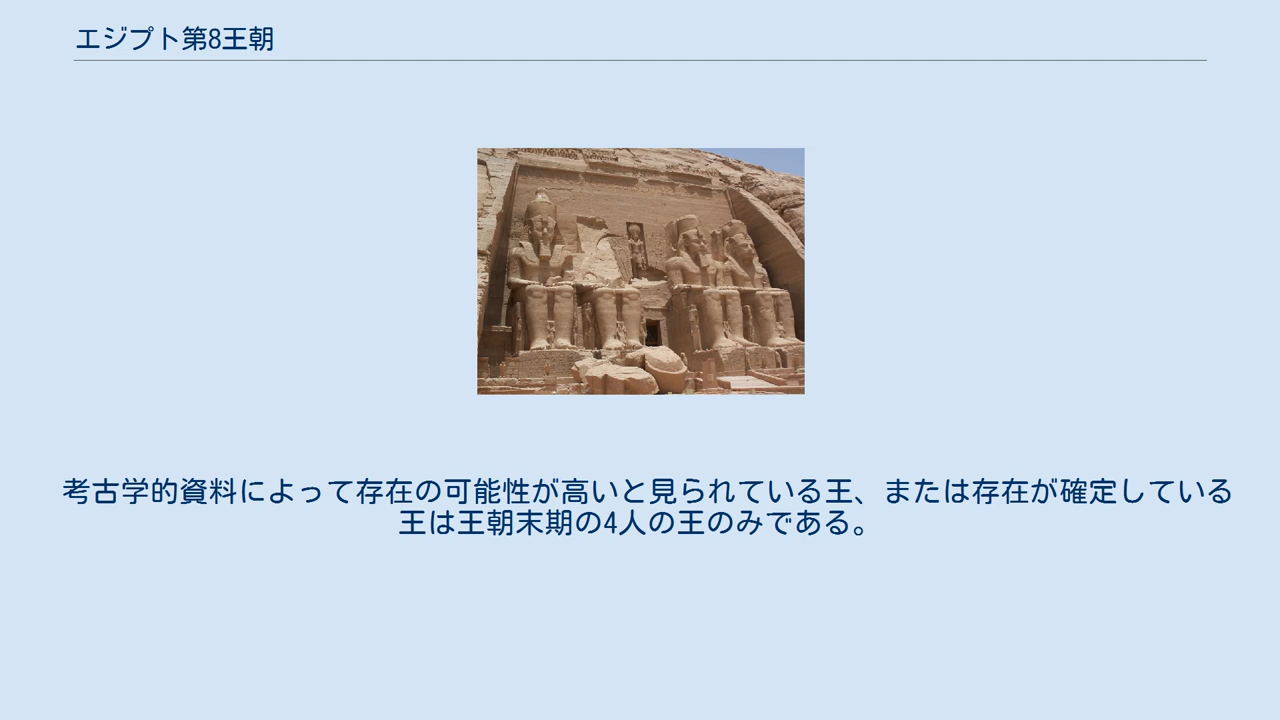 エジプト第8王朝
考古学的資料によって存在の可能性が高いと見られている王、または存在が確定している
王は王朝末期の4人の王のみである。